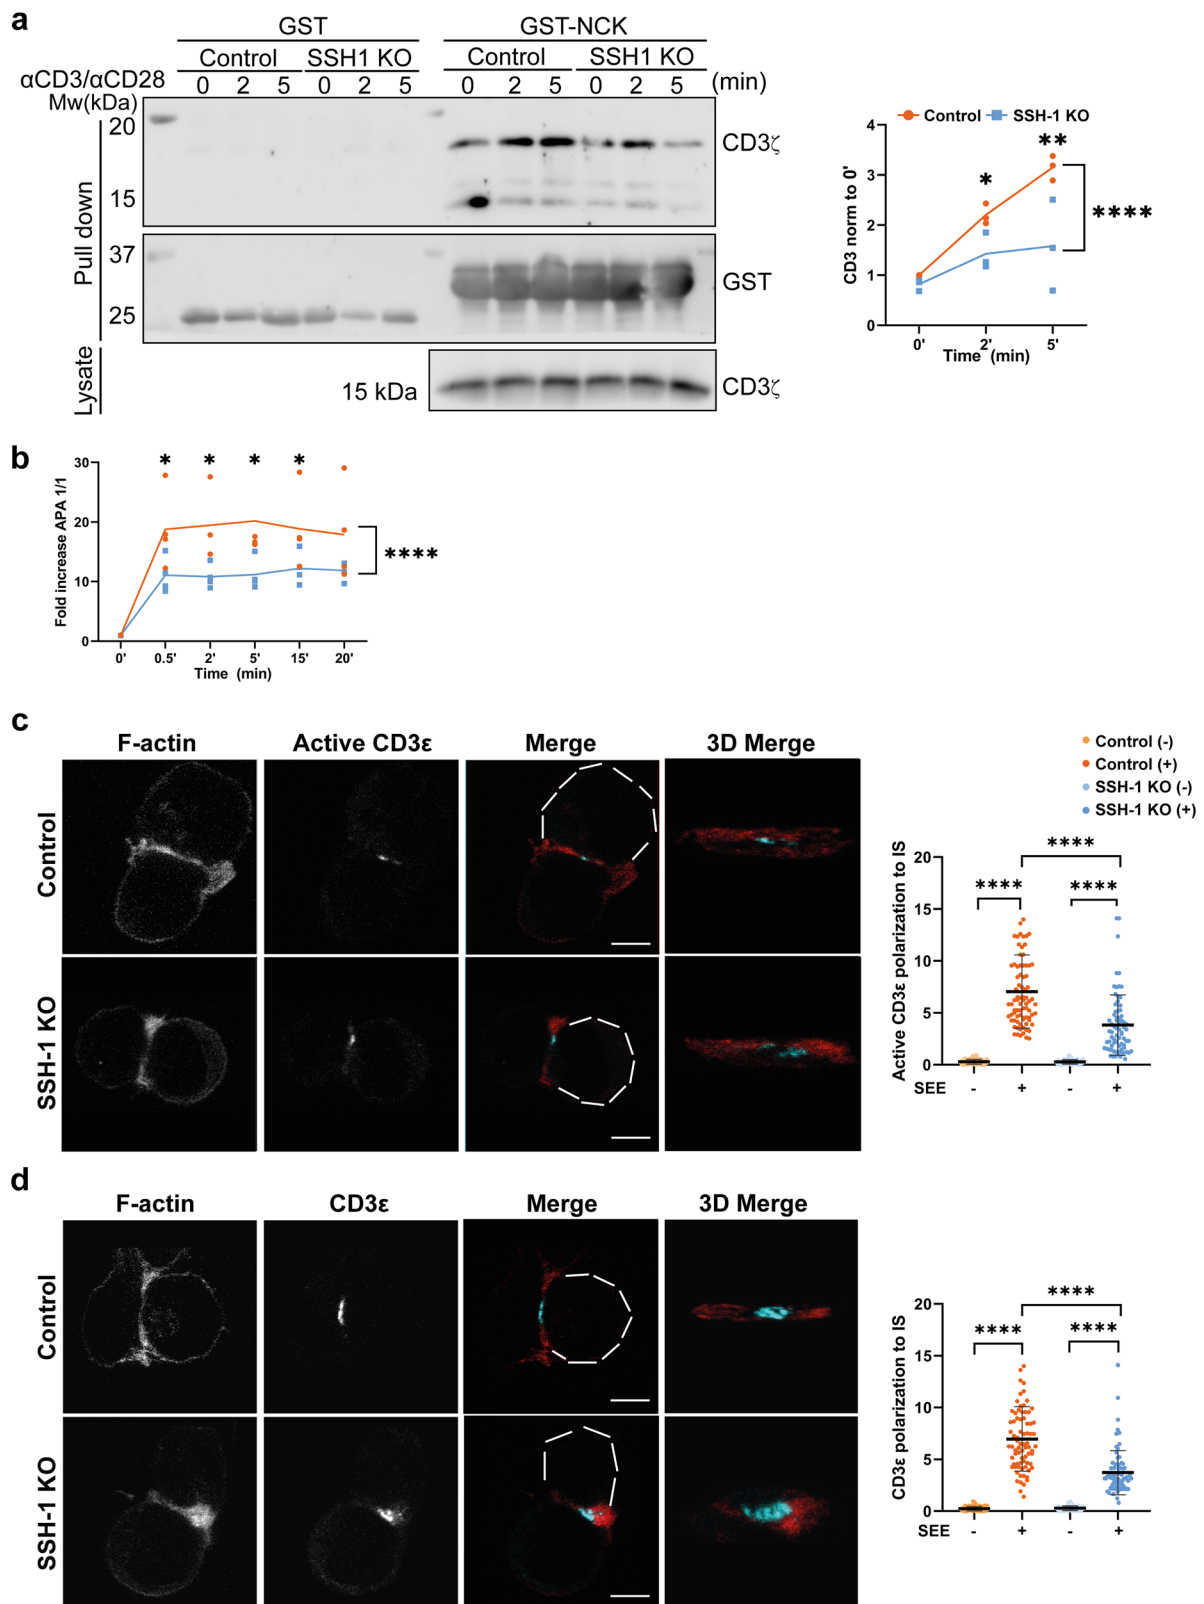 a
GST GST-NCK
Control SSH1 KO Control SSH1 KO
αCD3/αCD28 0 2 5 0 2 5 0 2 5 0 2 5 (min)
Mw(kDa)
Pull down
20
15
CD3ζ
37
25
GST
Lysate
15 kDa
CD3ζ
Control SSH-1 KO
CD3 norm to 0'
4
3
2
1
0
* ** ****
0' 2' 5'
Time (min)
b
Fold increase APA 1/1
30
20
10
0
* * * *
****
0' 0.5' 2' 5' 15' 20'
Time (min)
c
F-actin Active CD3ε Merge 3D Merge
Control
SSH-1 KO
Control (-)
Control (+)
SSH-1 KO (-)
SSH-1 KO (+)
Active CD3ε polarization to IS
20
15
10
5
0
****
**** ****
SEE - + - +
d
F-actin CD3ε Merge 3D Merge
Control
SSH-1 KO
CD3ε polarization to IS
20
15
10
5
0
****
**** ****
SEE - + - +